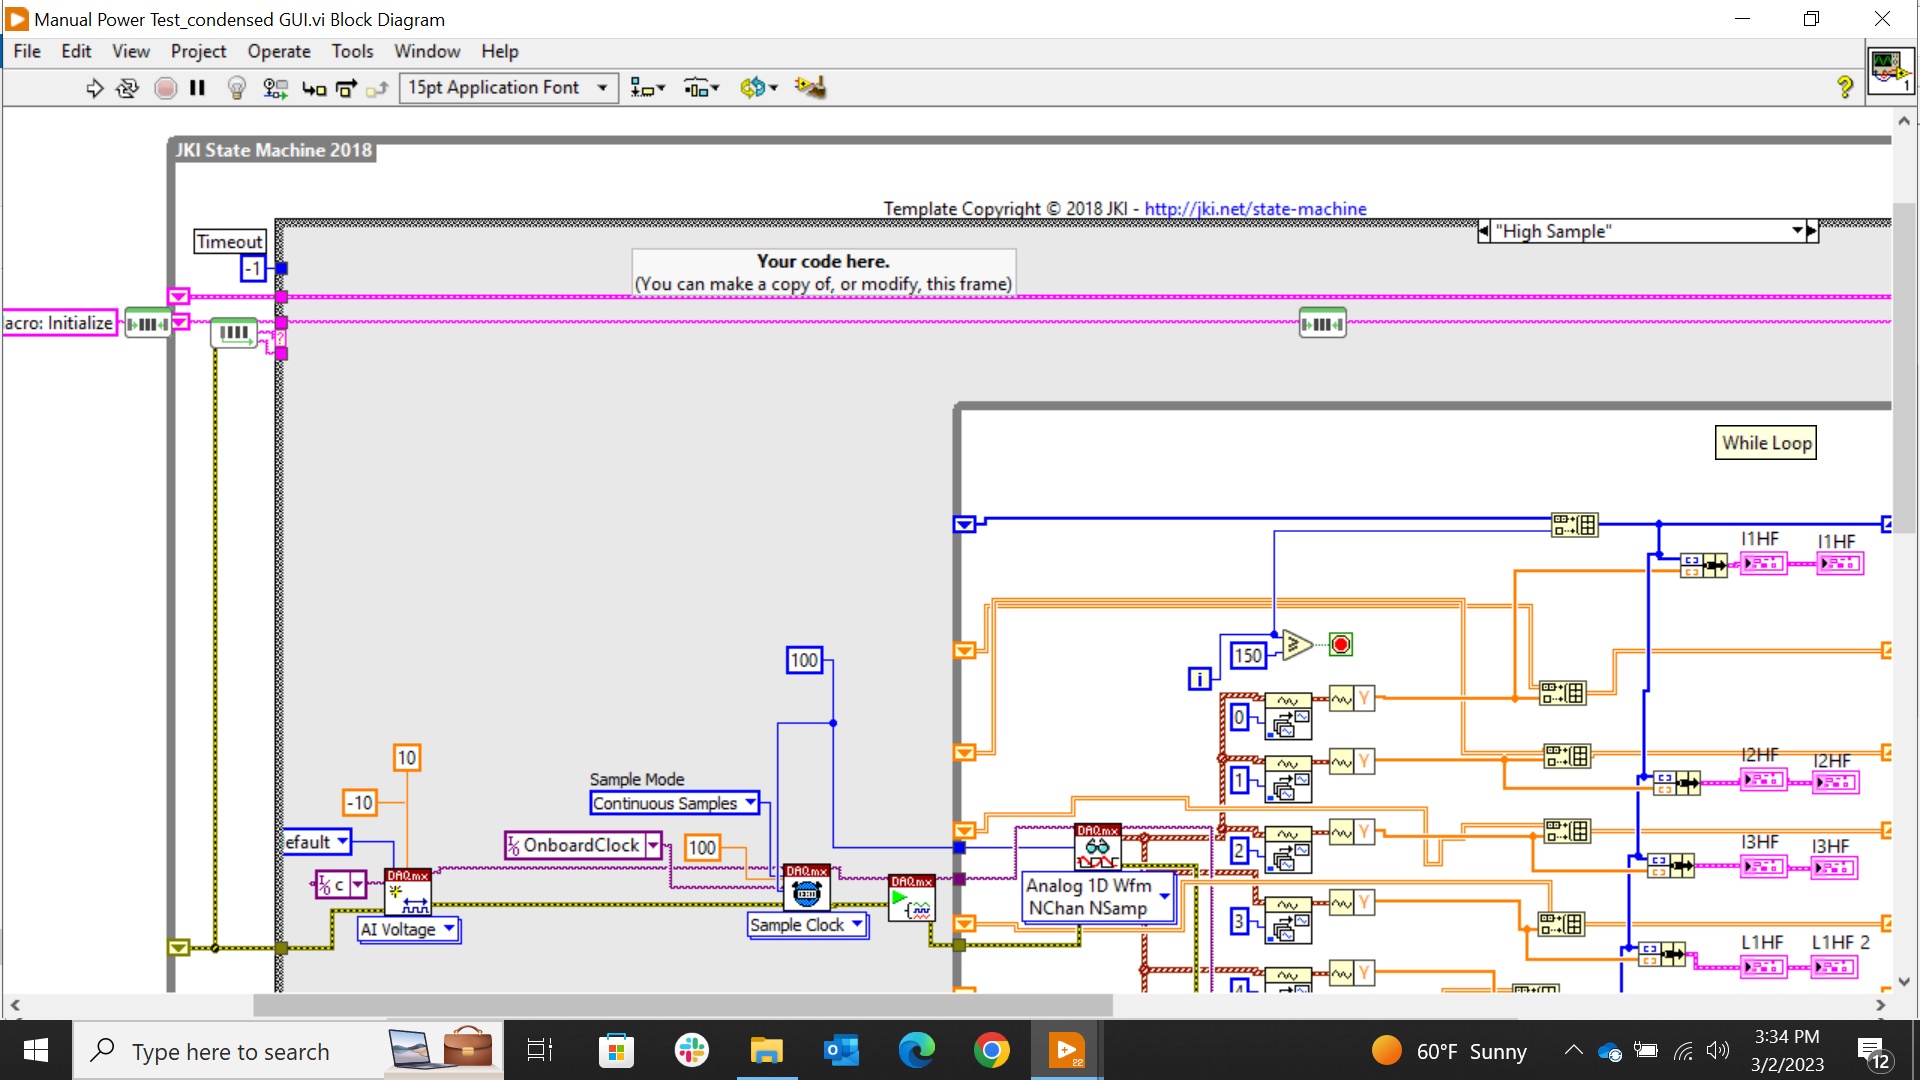 Manual Power Test_condensed GUI.vi Block Diagram
File Edit View Project Operate Tools Window Help
15pt Application Font
1
JKI State Machine 2018
Template Copyright © 2018 JKI - http://jki.net/state-machine
"High Sample"
Timeout
-1
Your code here.
(You can make a copy of, or modify, this frame)
acro: Initialize
?
While Loop
I1HF I1HF
100
150
i
0 Y
10
1 Y
I2HF I2HF
-10
Sample Mode
Continuous Samples
efault
OnboardClock
100
DAQmx
2 Y
I3HF I3HF
c
DAQmx
DAQmx
DAQmx
Analog 1D Wfm
NChan NSamp
AI Voltage
Sample Clock
3 Y
L1HF L1HF 2
4 Y
Type here to search
22
60°F Sunny
3:34 PM
3/2/2023
12